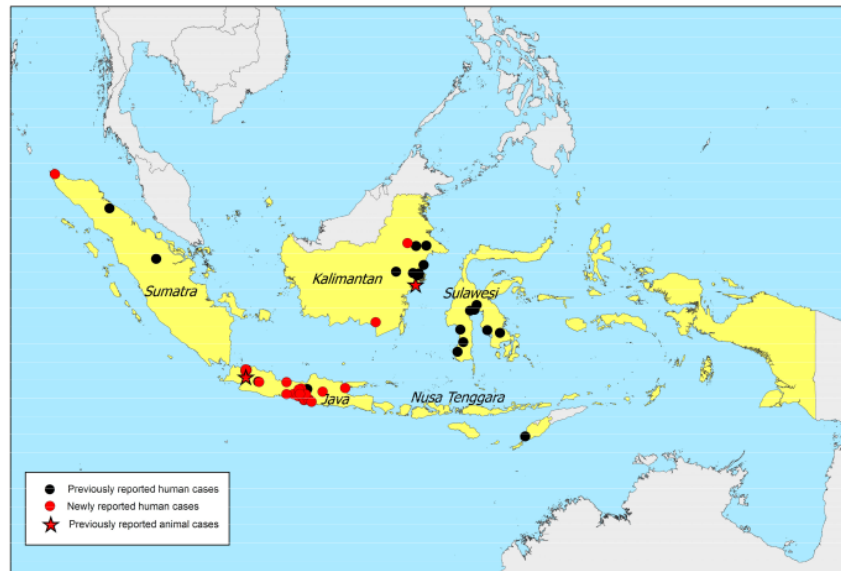 Kalimantan
Sumatra
Sulawesi
Java
Nusa Tenggara
Previously reported human cases
Newly reported human cases
Previously reported animal cases